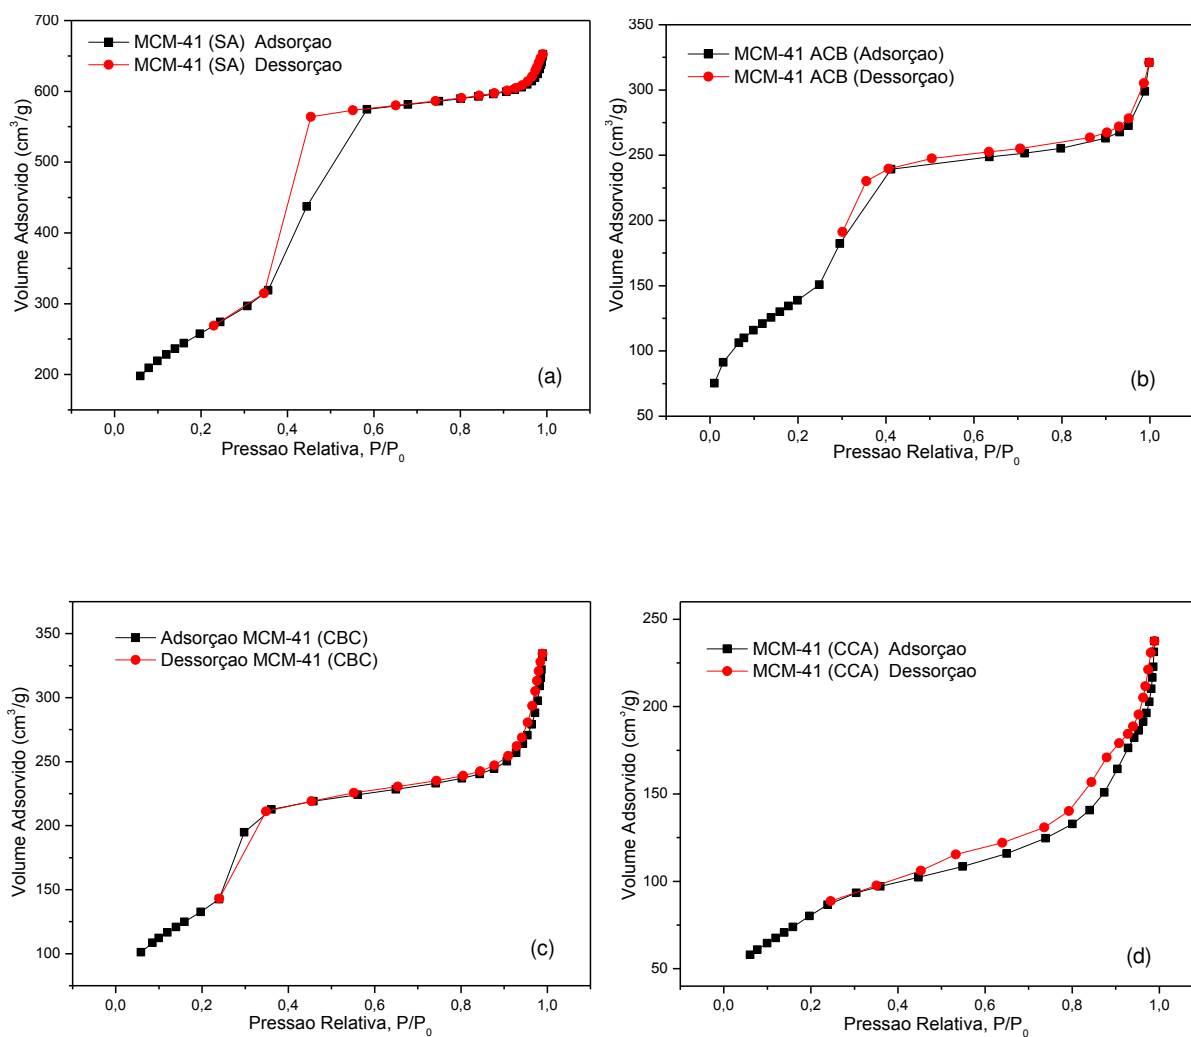 700
600
500
400
300
200
0,0 0,2 0,4 0,6 0,8 1,0
Volume Adsorvido (cm³/g)
Pressao Relativa, P/P₀
MCM-41 (SA) Adsorçao
MCM-41 (SA) Dessorçao
(a)
350
300
250
200
150
100
50
0,0 0,2 0,4 0,6 0,8 1,0
Volume Adsorvido (cm³/g)
Pressao Relativa, P/P₀
MCM-41 ACB (Adsorçao)
MCM-41 ACB (Dessorçao)
(b)
350
300
250
200
150
100
0,0 0,2 0,4 0,6 0,8 1,0
Volume Adsorvido (cm³/g)
Pressao Relativa, P/P₀
Adsorçao MCM-41 (CBC)
Dessorçao MCM-41 (CBC)
(c)
250
200
150
100
50
0,0 0,2 0,4 0,6 0,8 1,0
Volume Adsorvido (cm³/g)
Pressao Relativa, P/P₀
MCM-41 (CCA) Adsorçao
MCM-41 (CCA) Dessorçao
(d)